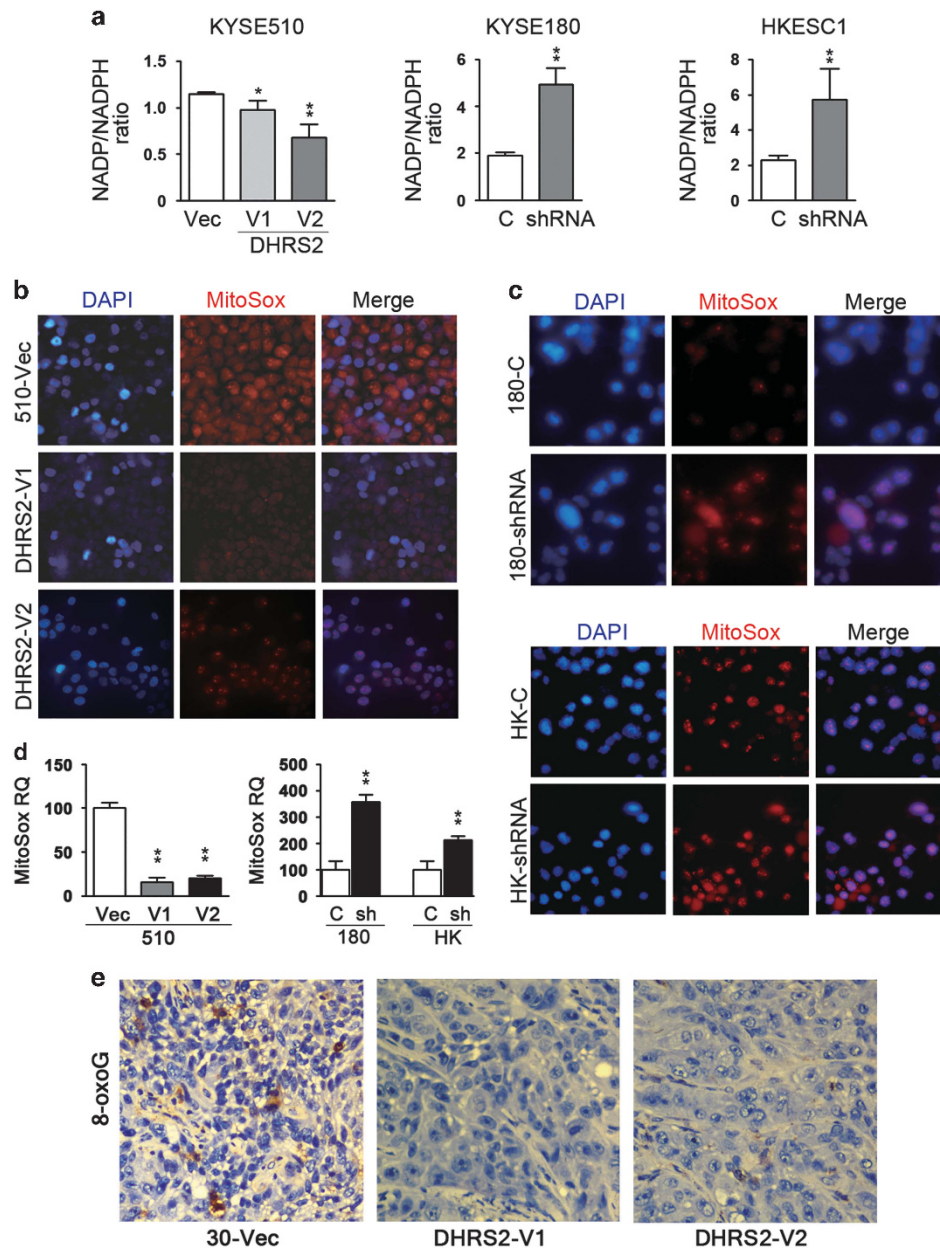 a
KYSE510
KYSE180
HKESC1
NADP/NADPH
ratio
1.5
1.0
0.5
0.0
*
**
Vec V1 V2
DHRS2
NADP/NADPH
ratio
6
4
2
0
**
C shRNA
NADP/NADPH
ratio
8
6
4
2
0
**
C shRNA
b
DAPI MitoSox Merge
510-Vec
DHRS2-V1
DHRS2-V2
c
DAPI MitoSox Merge
180-C
180-shRNA
DAPI MitoSox Merge
HK-C
HK-shRNA
d
MitoSox RQ
150
100
50
0
**
**
Vec V1 V2
510
MitoSox RQ
500
400
300
200
100
0
**
**
C sh C sh
180 HK
e
8-oxoG
30-Vec DHRS2-V1 DHRS2-V2